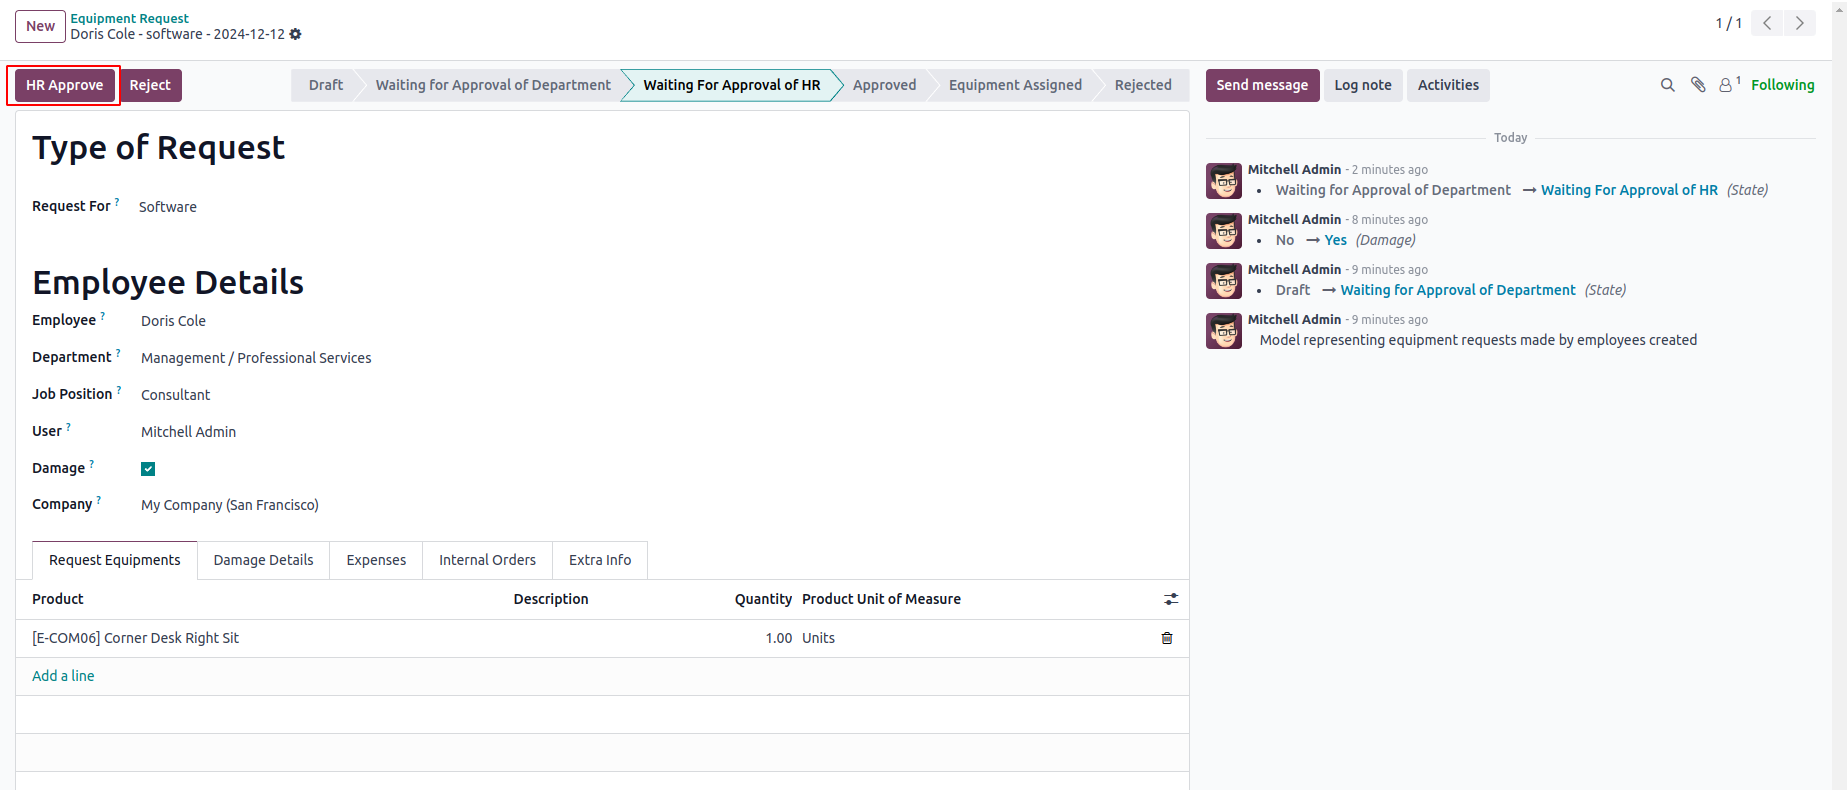 New
Equipment Request
Doris Cole - software - 2024-12-12
1 / 1
HR Approve
Reject
Draft
Waiting for Approval of Department
Waiting For Approval of HR
Approved
Equipment Assigned
Rejected
Send message
Log note
Activities
1
Following
Type of Request
Request For ?
Software
Employee Details
Employee ?
Doris Cole
Department ?
Management / Professional Services
Job Position ?
Consultant
User ?
Mitchell Admin
Damage ?
Company ?
My Company (San Francisco)
Request Equipments
Damage Details
Expenses
Internal Orders
Extra Info
Product
Description
Quantity
Product Unit of Measure
[E-COM06] Corner Desk Right Sit
1.00
Units
Add a line
Today
Mitchell Admin - 2 minutes ago
• Waiting for Approval of Department → Waiting For Approval of HR (State)
Mitchell Admin - 8 minutes ago
• No → Yes (Damage)
Mitchell Admin - 9 minutes ago
• Draft → Waiting for Approval of Department (State)
Mitchell Admin - 9 minutes ago
Model representing equipment requests made by employees created